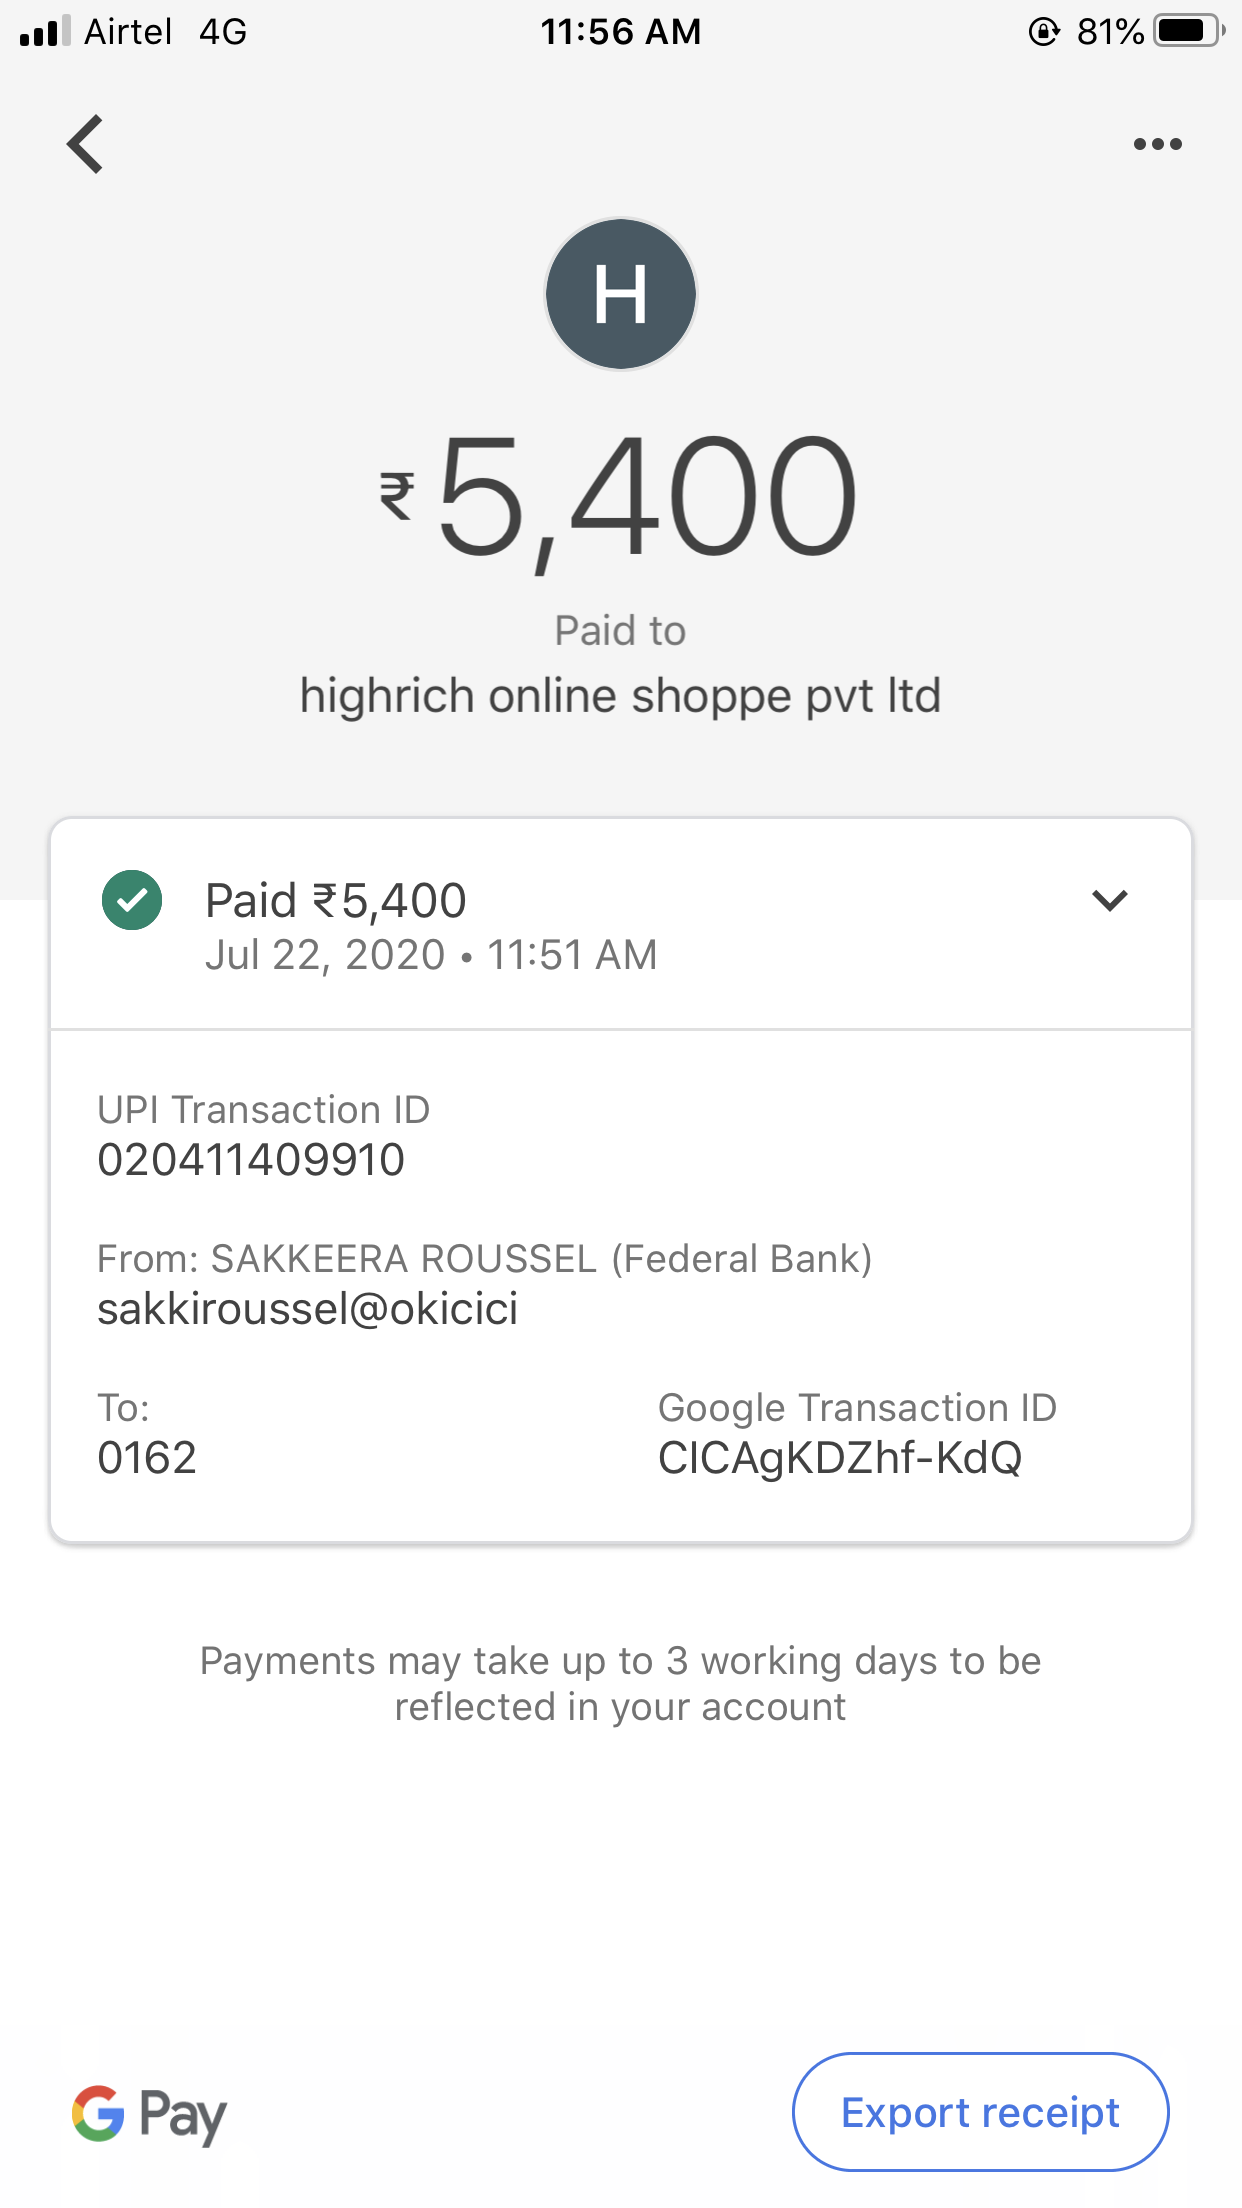 Airtel 4G 11:56 AM 81%
H
₹5,400
Paid to
highrich online shoppe pvt ltd
Paid ₹5,400
Jul 22, 2020 • 11:51 AM
UPI Transaction ID
020411409910
From: SAKKEERA ROUSSEL (Federal Bank)
sakkiroussel@okicici
To:
0162
Google Transaction ID
CICAgKDZhf-KdQ
Payments may take up to 3 working days to be
reflected in your account
G Pay
Export receipt